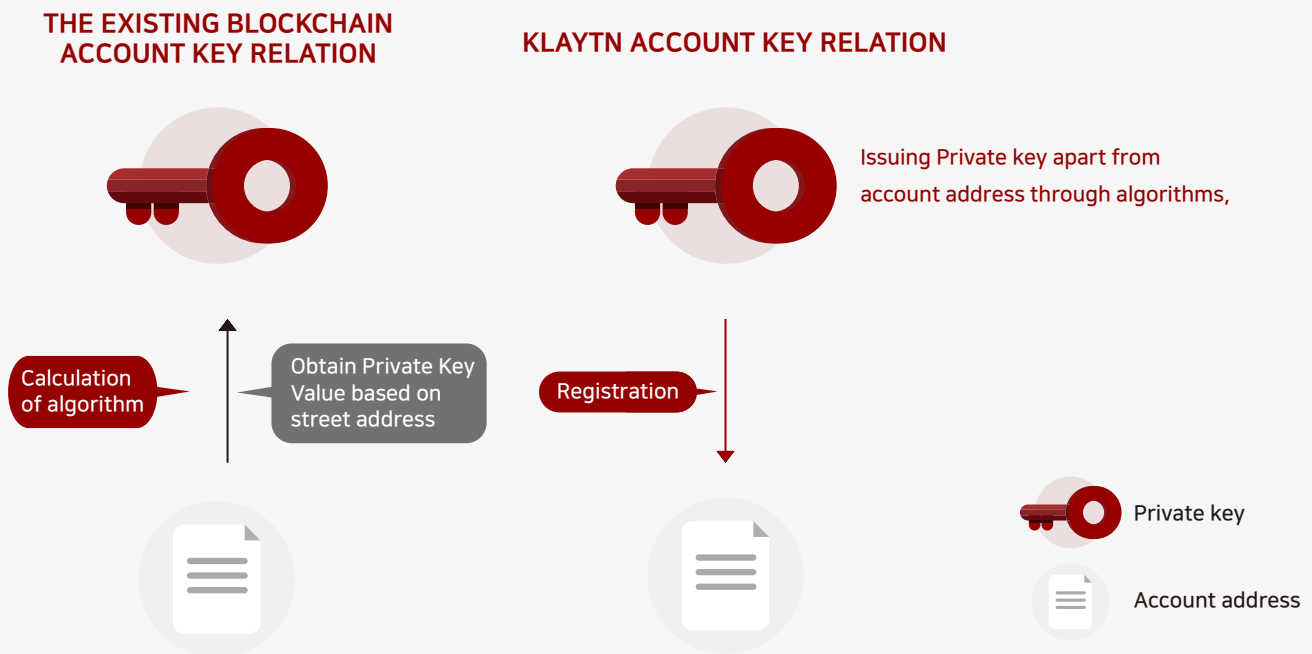 THE EXISTING BLOCKCHAIN
ACCOUNT KEY RELATION
KLAYTN ACCOUNT KEY RELATION
Issuing Private key apart from
account address through algorithms,
Calculation
of algorithm
Obtain Private Key
Value based on
street address
Registration
Private key
Account address